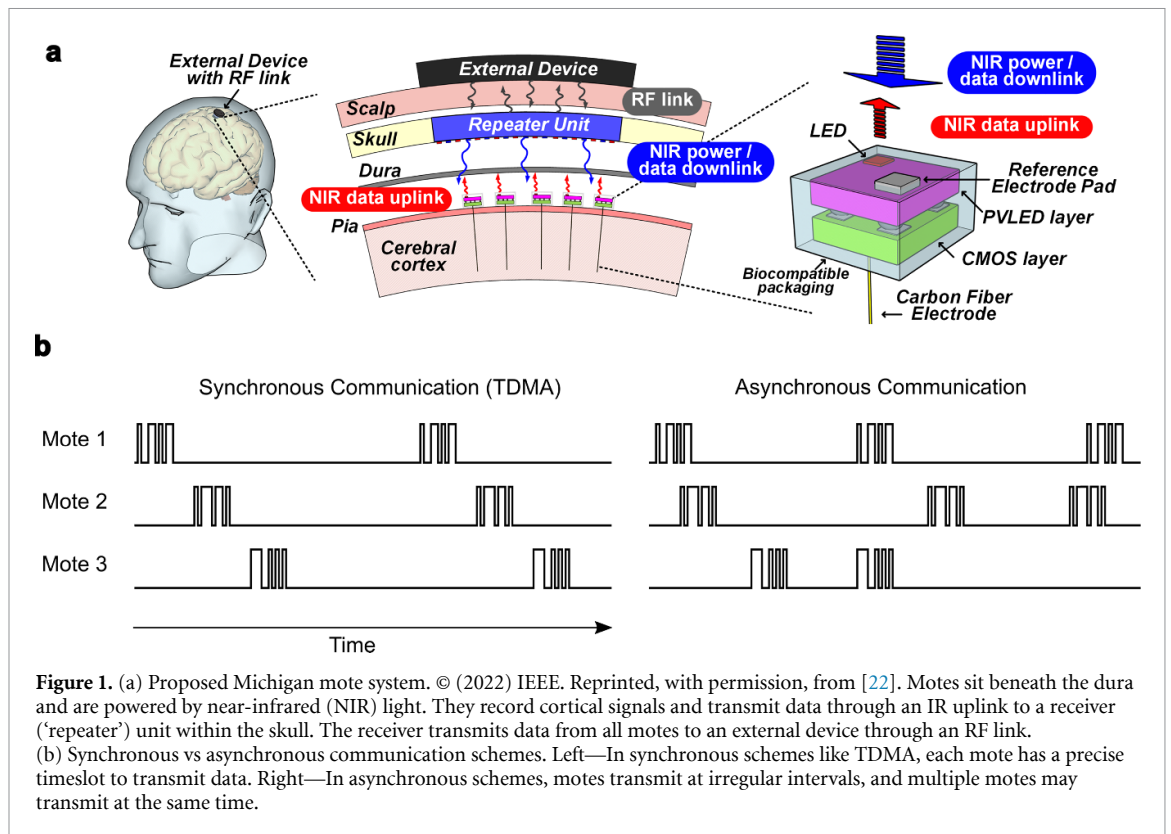 a
External Device
with RF link
External Device
Scalp
RF link
Skull
Repeater Unit
Dura
NIR power /
data downlink
NIR data uplink
Pia
Cerebral
cortex
NIR power /
data downlink
NIR data uplink
LED
Reference
Electrode Pad
PVLED layer
CMOS layer
Biocompatible
packaging
Carbon Fiber
Electrode
b
Synchronous Communication (TDMA)
Asynchronous Communication
Mote 1
Mote 2
Mote 3
Time
Figure 1. (a) Proposed Michigan mote system. © (2022) IEEE. Reprinted, with permission, from [22]. Motes sit beneath the dura
and are powered by near-infrared (NIR) light. They record cortical signals and transmit data through an IR uplink to a receiver
(‘repeater’) unit within the skull. The receiver transmits data from all motes to an external device through an RF link.
(b) Synchronous vs asynchronous communication schemes. Left—In synchronous schemes like TDMA, each mote has a precise
timeslot to transmit data. Right—In asynchronous schemes, motes transmit at irregular intervals, and multiple motes may
transmit at the same time.